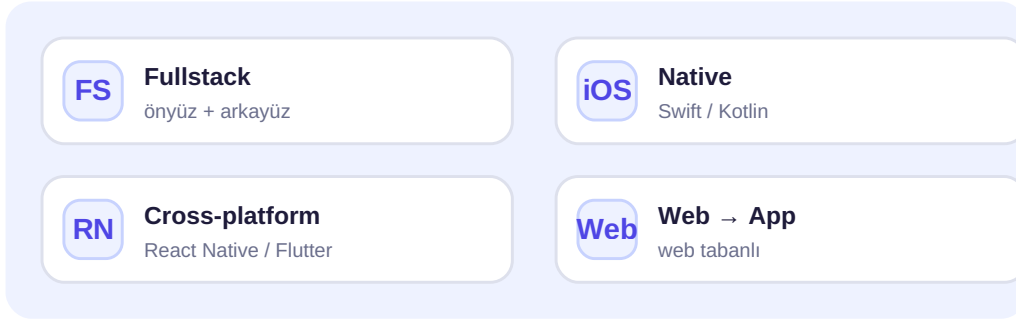 FS
Fullstack
önyüz + arkayüz
iOS
Native
Swift / Kotlin
RN
Cross-platform
React Native / Flutter
Web
Web → App
web tabanlı